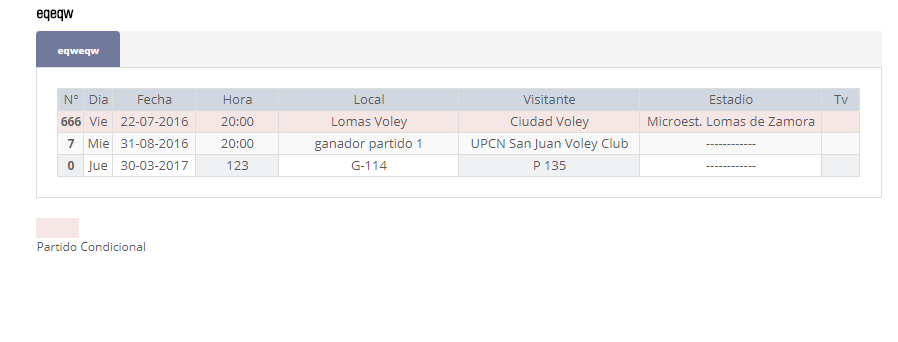 eqeqw
eqweqw
Nº Dia Fecha Hora Local Visitante Estadio Tv
666 Vie 22-07-2016 20:00 Lomas Voley Ciudad Voley Microest. Lomas de Zamora
7 Mie 31-08-2016 20:00 ganador partido 1 UPCN San Juan Voley Club ------------
0 Jue 30-03-2017 123 G-114 P 135 ------------
Partido Condicional